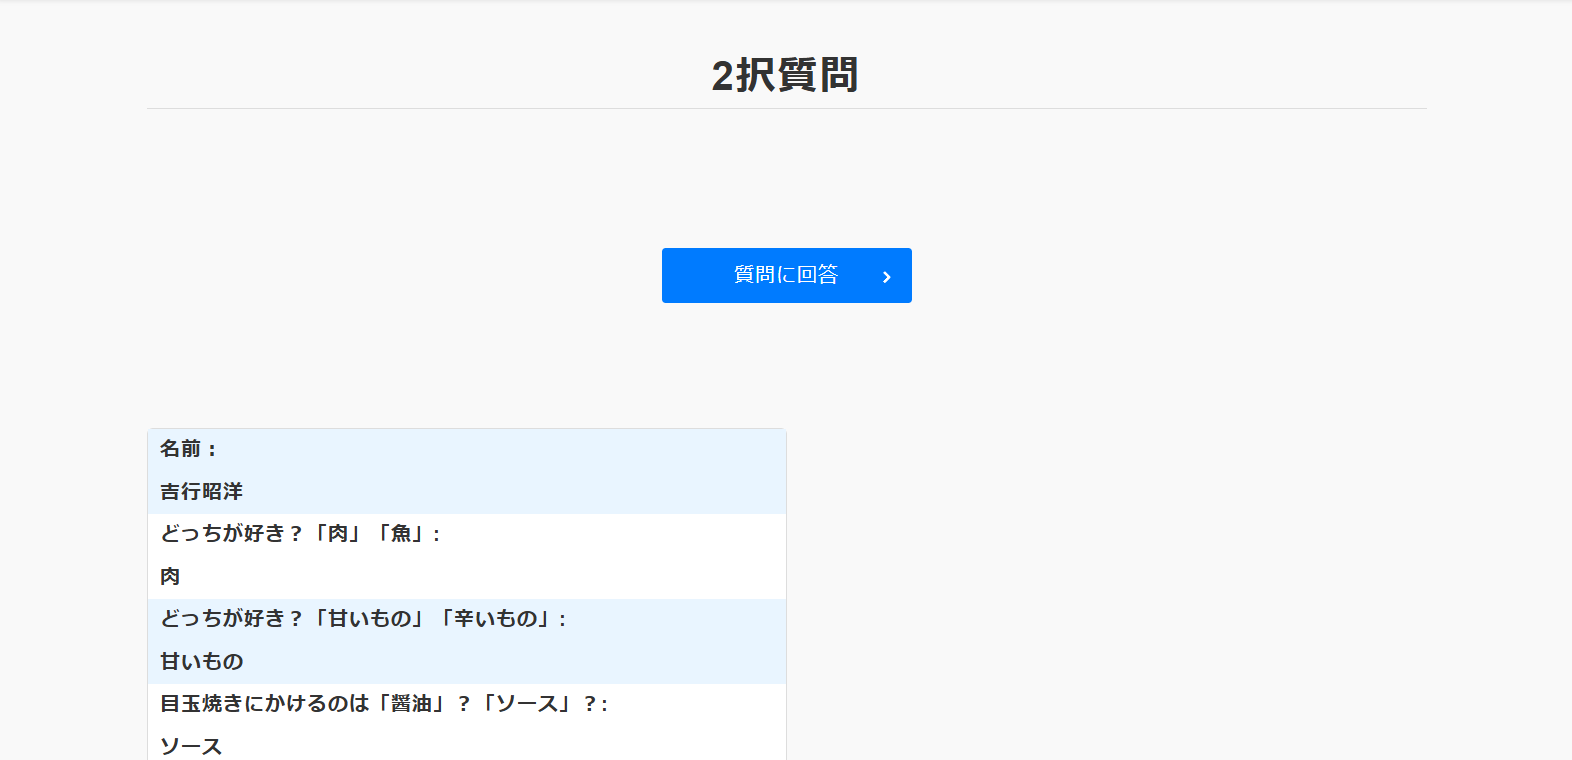 2択質問
質問に回答
名前：
吉行昭洋
どっちが好き？「肉」「魚」:
肉
どっちが好き？「甘いもの」「辛いもの」:
甘いもの
目玉焼きにかけるのは「醤油」？「ソース」？:
ソース